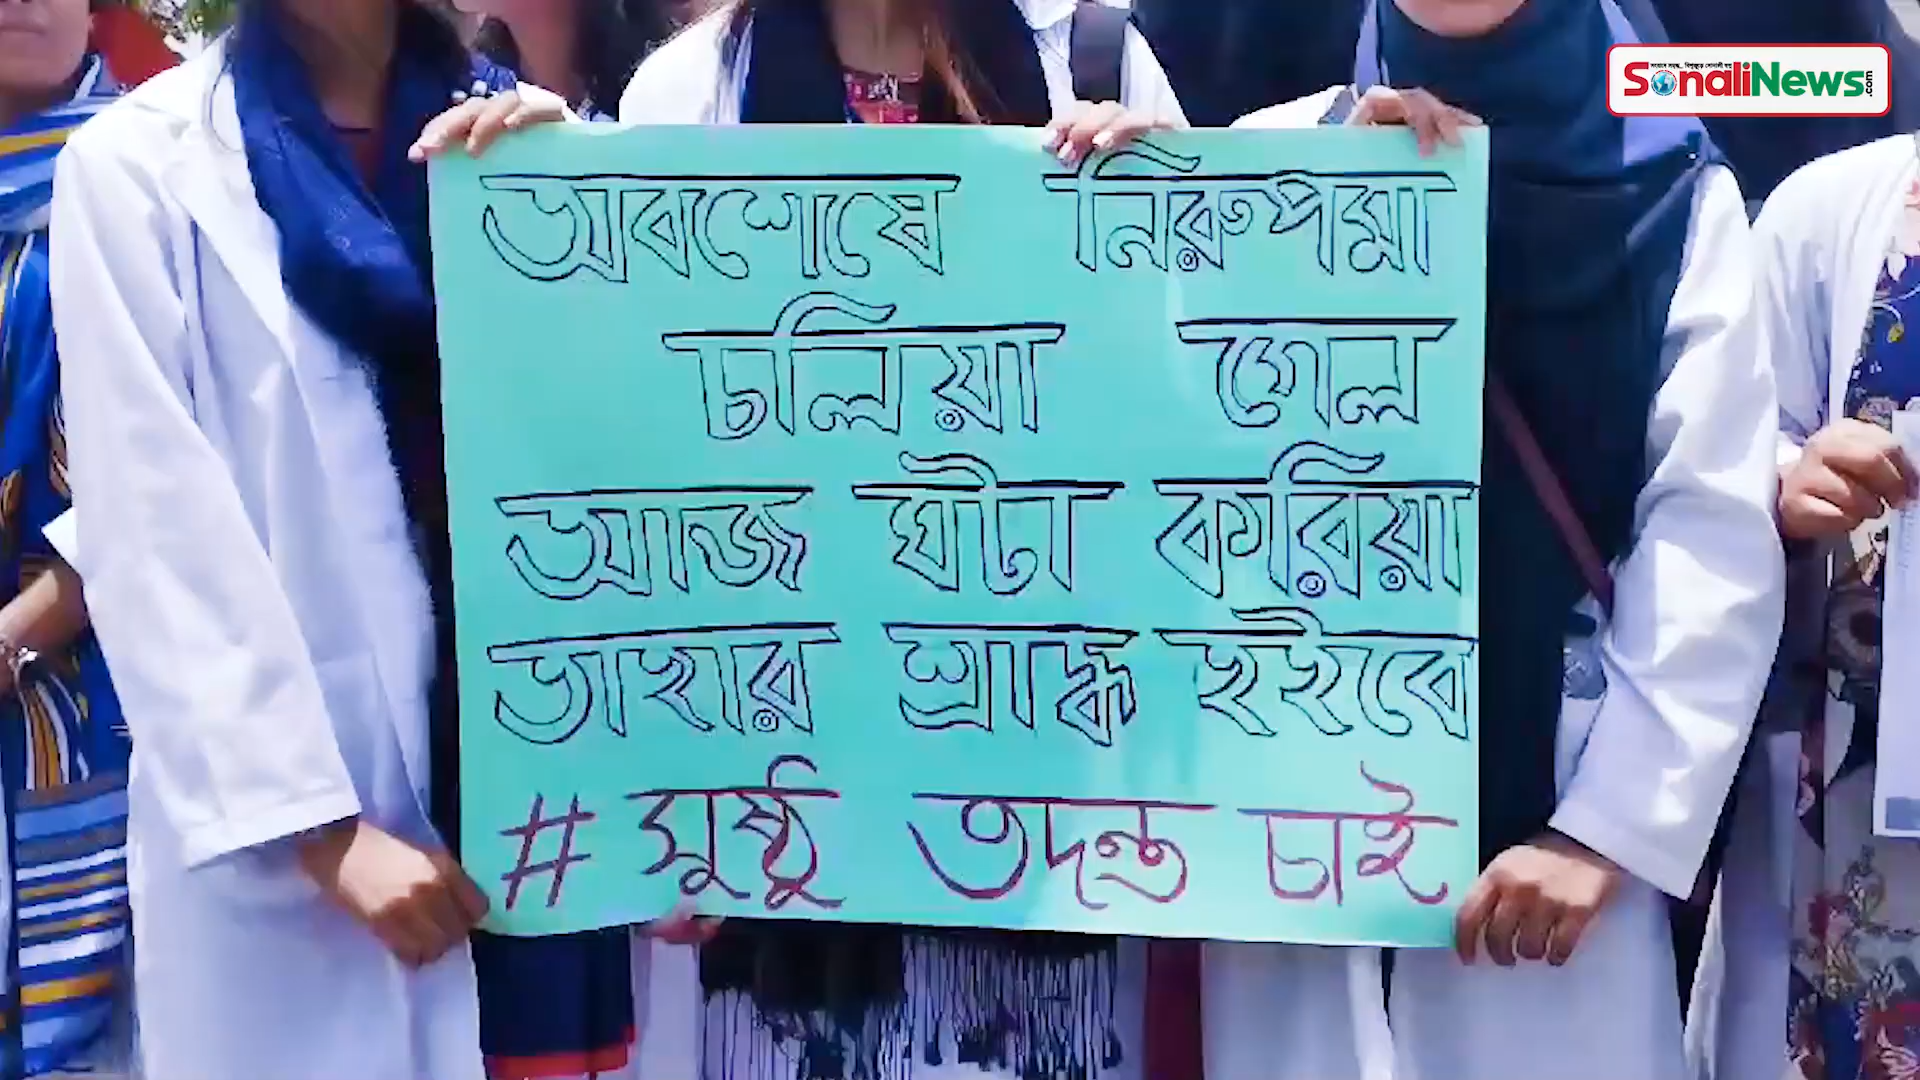 SonaliNews.com
অবশেষে নিরুপমা
চলিয়া গেল
আজ ঘটা করিয়া
তাহার শ্রাদ্ধ হইবে
# সুষ্ঠু তদন্ত চাই